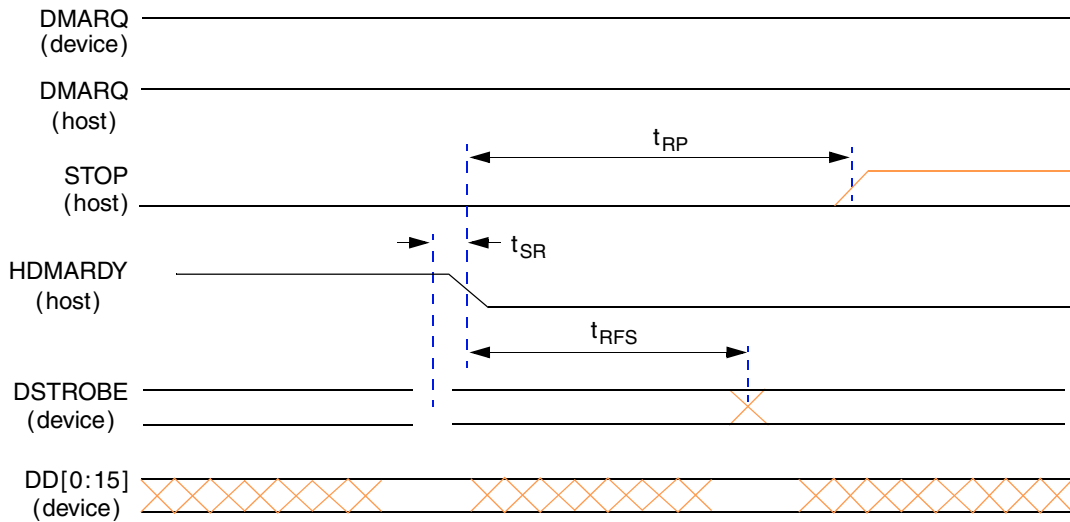 DMARQ
(device)
DMARQ
(host)
tRP
STOP
(host)
tSR
HDMARDY
(host)
tRFS
DSTROBE
(device)
DD[0:15]
(device)